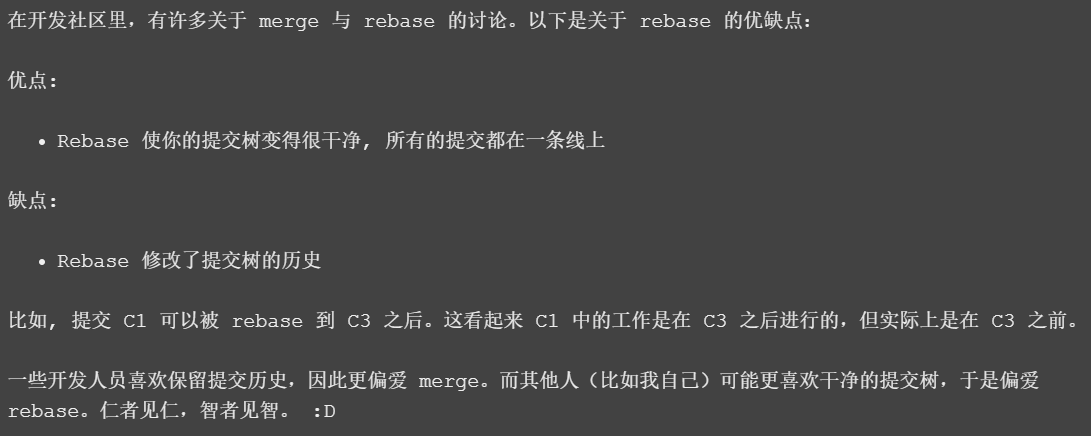 在开发社区里，有许多关于 merge 与 rebase 的讨论。以下是关于 rebase 的优缺点：
优点:
• Rebase 使你的提交树变得很干净, 所有的提交都在一条线上
缺点:
• Rebase 修改了提交树的历史
比如, 提交 C1 可以被 rebase 到 C3 之后。这看起来 C1 中的工作是在 C3 之后进行的，但实际上是在 C3 之前。
一些开发人员喜欢保留提交历史，因此更偏爱 merge。而其他人（比如我自己）可能更喜欢干净的提交树，于是偏爱
rebase。仁者见仁，智者见智。 :D